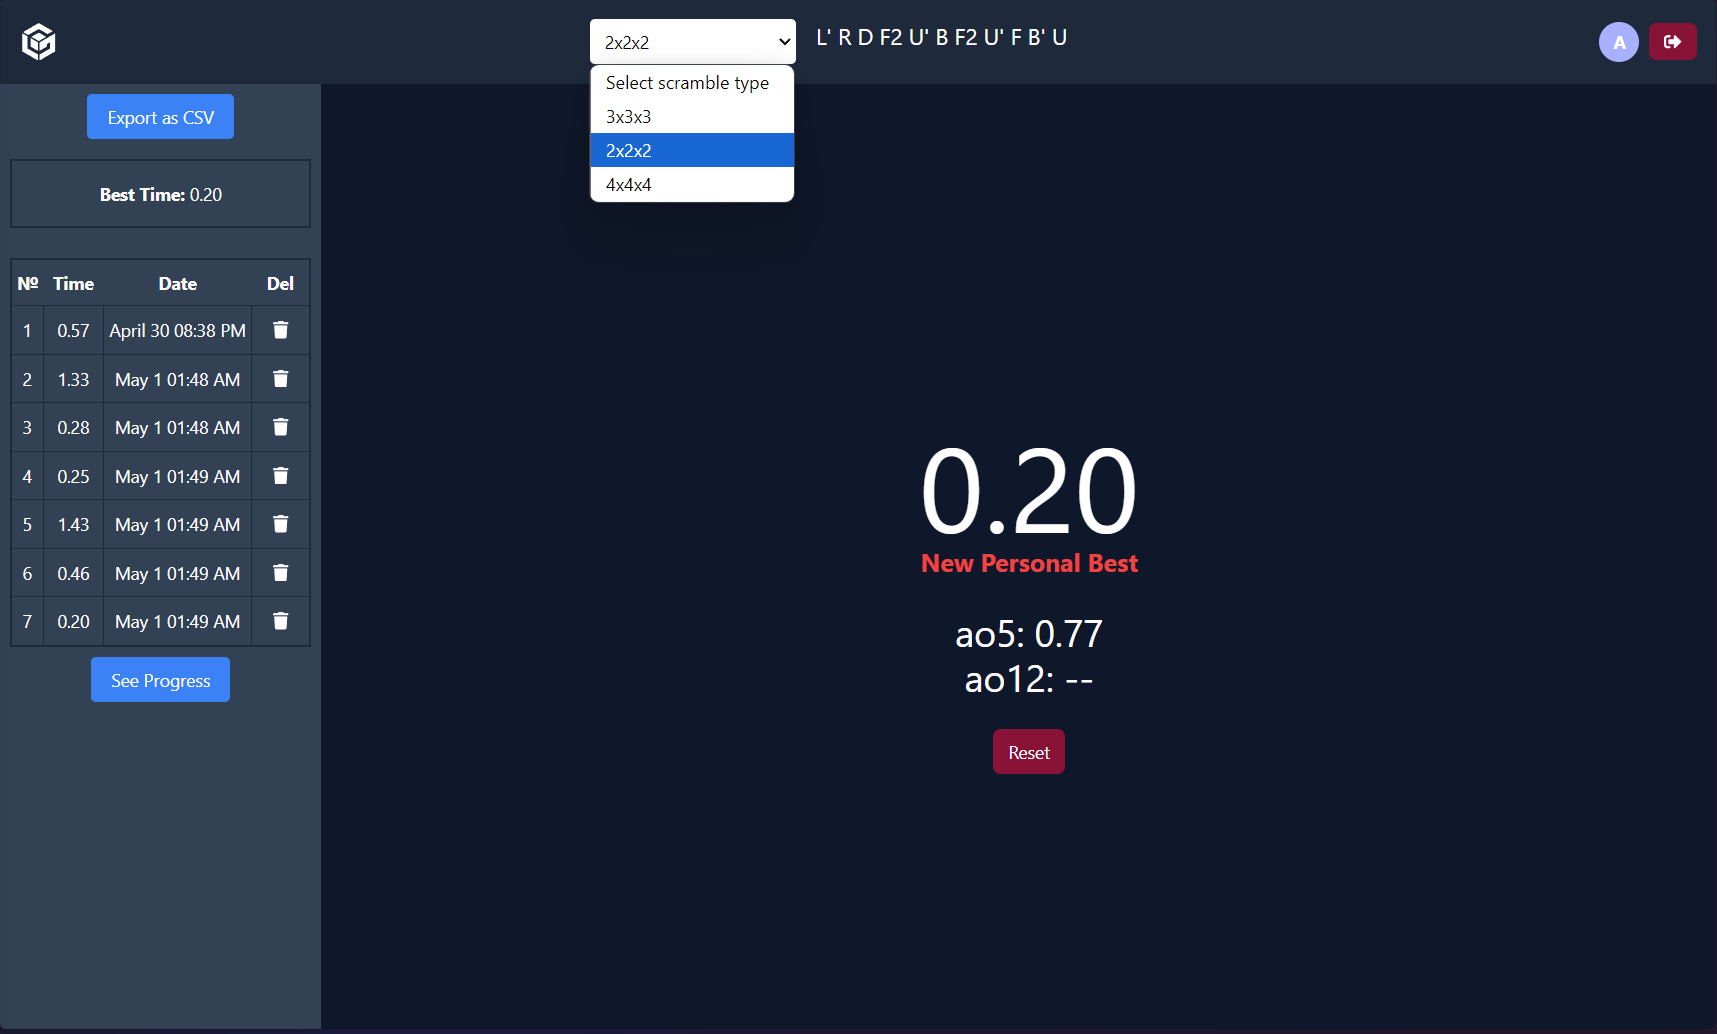 2x2x2
L' R D F2 U' B F2 U' F B' U
A
Select scramble type
3x3x3
2x2x2
4x4x4
Export as CSV
Best Time: 0.20
Nº Time Date Del
1 0.57 April 30 08:38 PM
2 1.33 May 1 01:48 AM
3 0.28 May 1 01:48 AM
4 0.25 May 1 01:49 AM
5 1.43 May 1 01:49 AM
6 0.46 May 1 01:49 AM
7 0.20 May 1 01:49 AM
See Progress
0.20
New Personal Best
ao5: 0.77
ao12: --
Reset